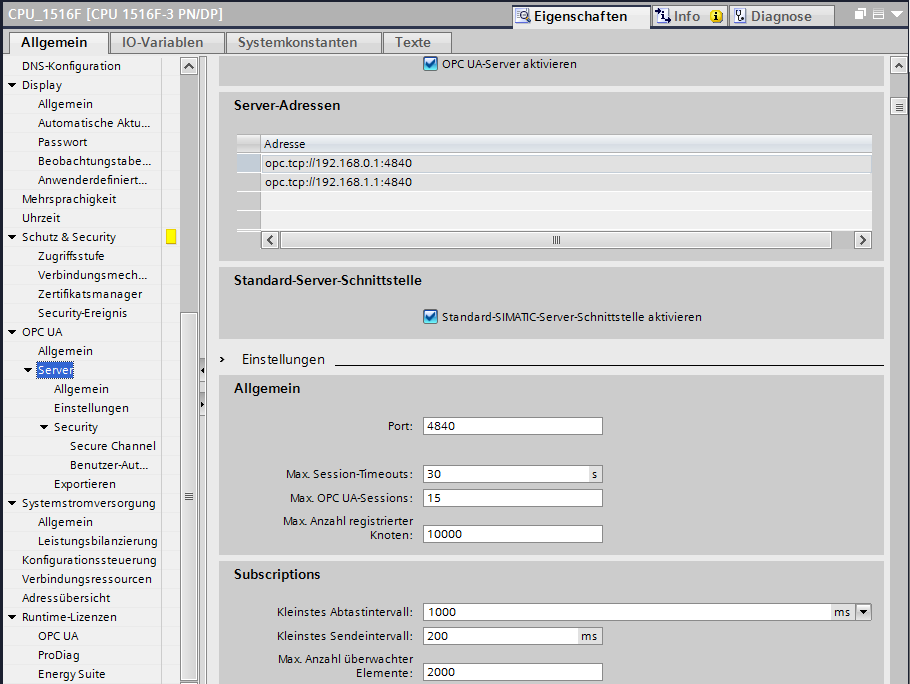 CPU_1516F [CPU 1516F-3 PN/DP]
Eigenschaften
Info
Diagnose
Allgemein
IO-Variablen
Systemkonstanten
Texte
DNS-Konfiguration
Display
Allgemein
Automatische Aktu...
Passwort
Beobachtungstabe...
Anwenderdefiniert...
Mehrsprachigkeit
Uhrzeit
Schutz & Security
Zugriffsstufe
Verbindungsmech...
Zertifikatsmanager
Security-Ereignis
OPC UA
Allgemein
Server
Allgemein
Einstellungen
Security
Secure Channel
Benutzer-Aut...
Exportieren
Systemstromversorgung
Allgemein
Leistungsbilanzierung
Konfigurationssteuerung
Verbindungsressourcen
Adressübersicht
Runtime-Lizenzen
OPC UA
ProDiag
Energy Suite
OPC UA-Server aktivieren
Server-Adressen
Adresse
opc.tcp://192.168.0.1:4840
opc.tcp://192.168.1.1:4840
Standard-Server-Schnittstelle
Standard-SIMATIC-Server-Schnittstelle aktivieren
Einstellungen
Allgemein
Port: 4840
Max. Session-Timeouts: 30 s
Max. OPC UA-Sessions: 15
Max. Anzahl registrierter
Knoten: 10000
Subscriptions
Kleinstes Abtastintervall: 1000 ms
Kleinstes Sendeintervall: 200 ms
Max. Anzahl überwachter
Elemente: 2000